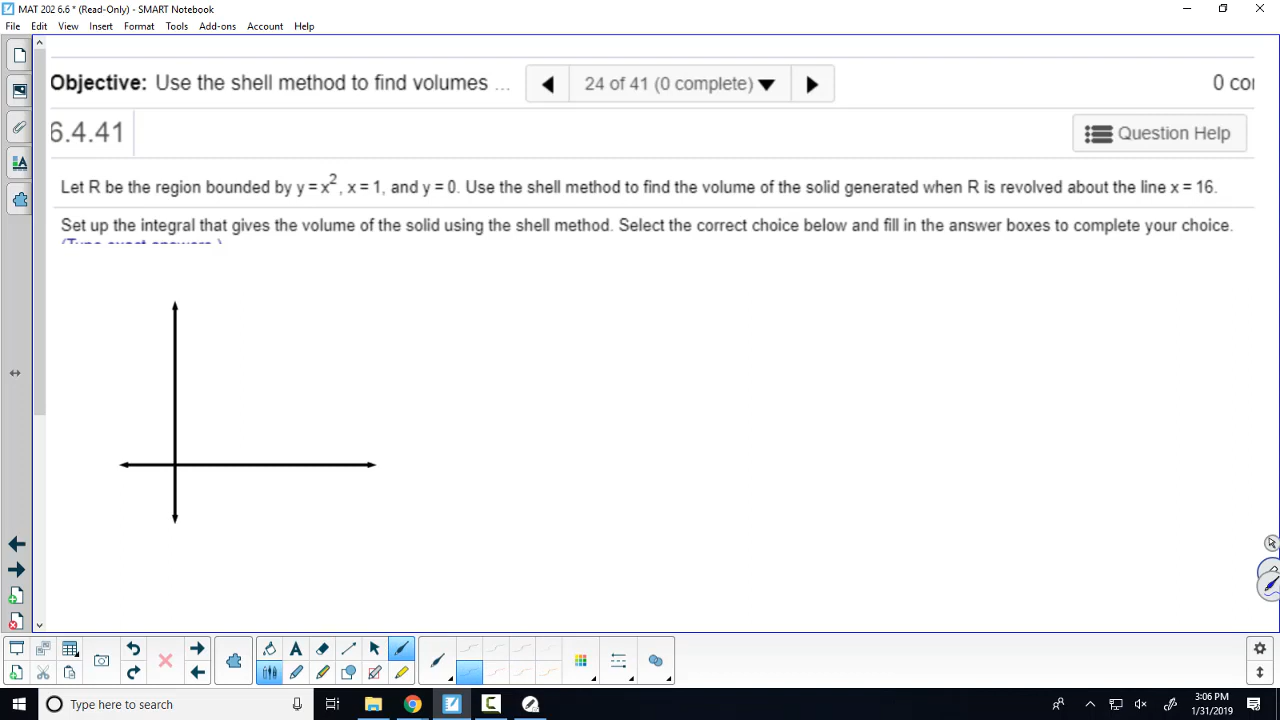 MAT 202 6.6 * (Read-Only) - SMART Notebook
File Edit View Insert Format Tools Add-ons Account Help
Objective: Use the shell method to find volumes ...
24 of 41 (0 complete)
0 cor
6.4.41
Question Help
Let R be the region bounded by y = x², x = 1, and y = 0. Use the shell method to find the volume of the solid generated when R is revolved about the line x = 16.
Set up the integral that gives the volume of the solid using the shell method. Select the correct choice below and fill in the answer boxes to complete your choice.
(Type exact answers.)
Type here to search
3:06 PM
1/31/2019